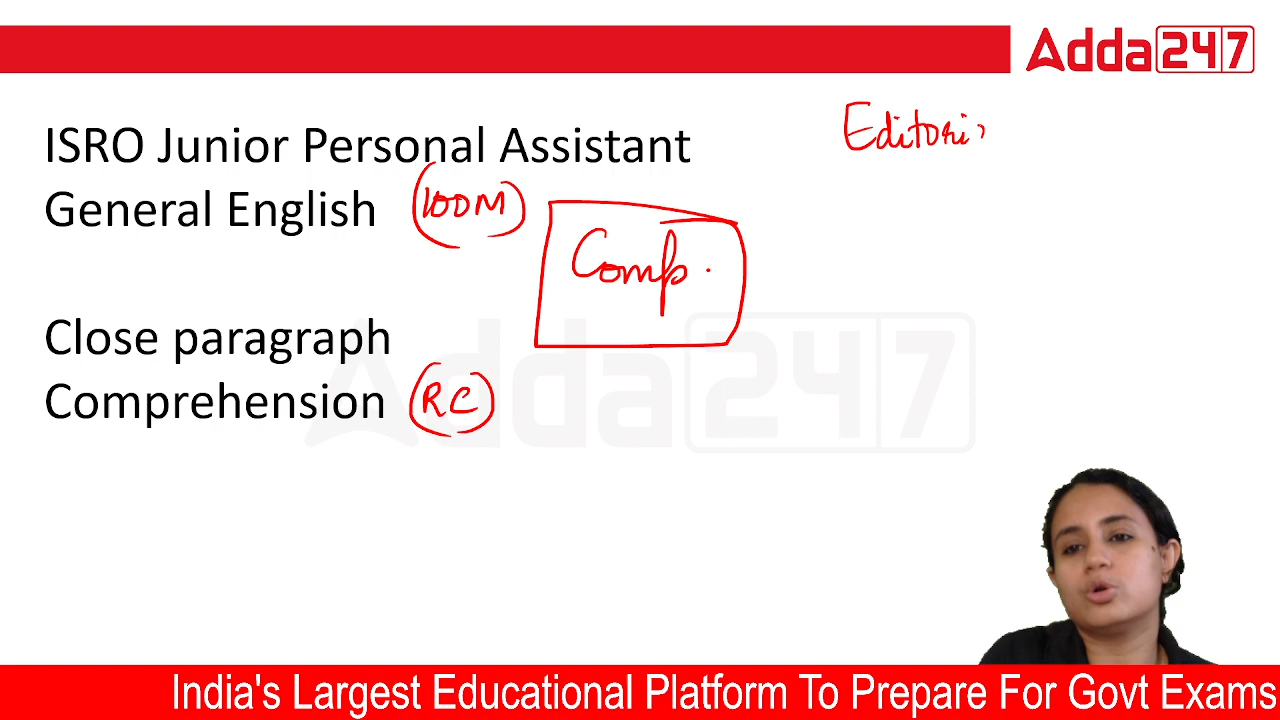 Adda247
ISRO Junior Personal Assistant
Editori
General English (100M)
Comp.
Close paragraph
Comprehension (RC)
Adda247
India's Largest Educational Platform To Prepare For Govt Exams